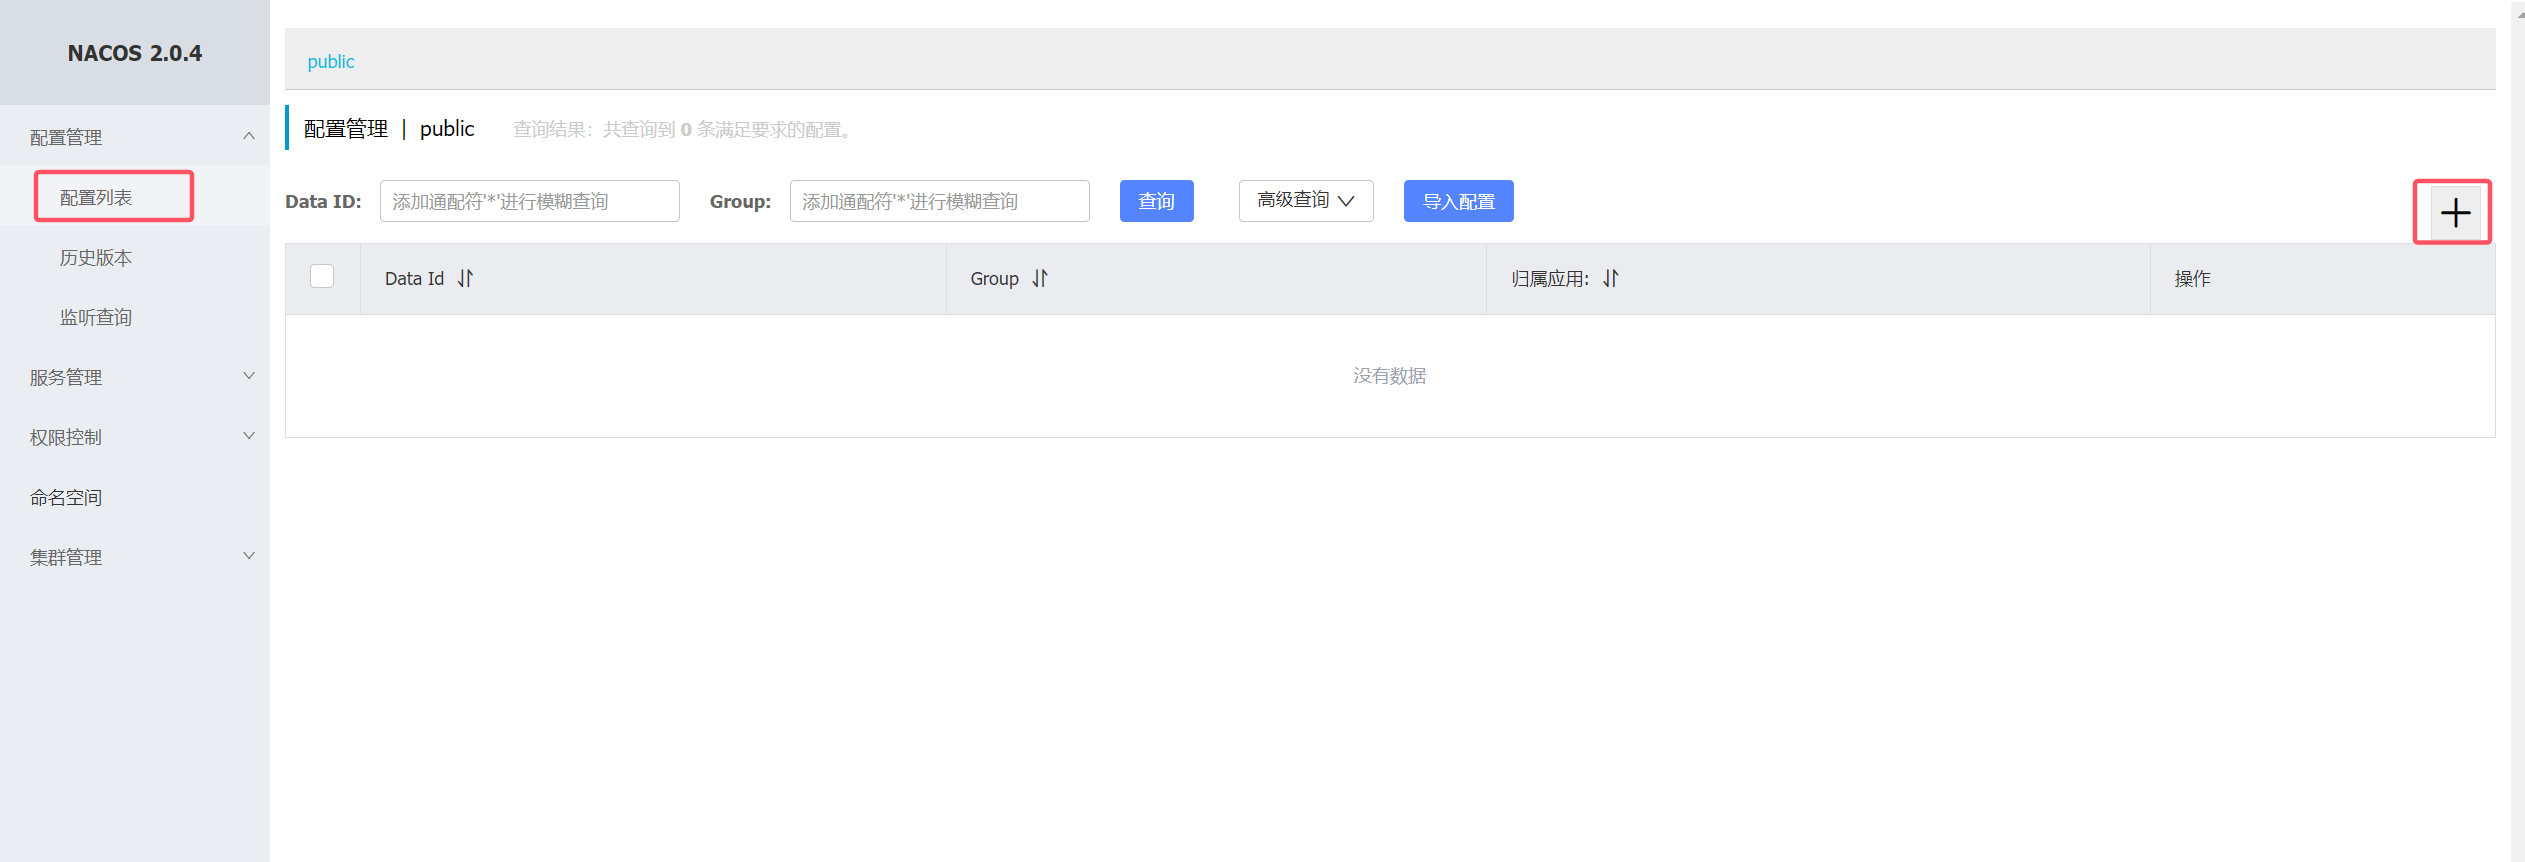 NACOS 2.0.4
配置管理
配置列表
历史版本
监听查询
服务管理
权限控制
命名空间
集群管理
public
配置管理 | public 查询结果：共查询到 0 条满足要求的配置。
Data ID: 添加通配符'*'进行模糊查询 Group: 添加通配符'*'进行模糊查询 查询 高级查询 导入配置
Data Id Group 归属应用: 操作
没有数据